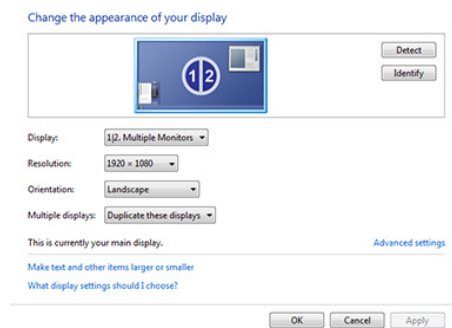 Change the appearance of your display
1|2
Detect
Identify
Display: 1|2. Multiple Monitors
Resolution: 1920 × 1080
Orientation: Landscape
Multiple displays: Duplicate these displays
This is currently your main display. Advanced settings
Make text and other items larger or smaller
What display settings should I choose?
OK Cancel Apply